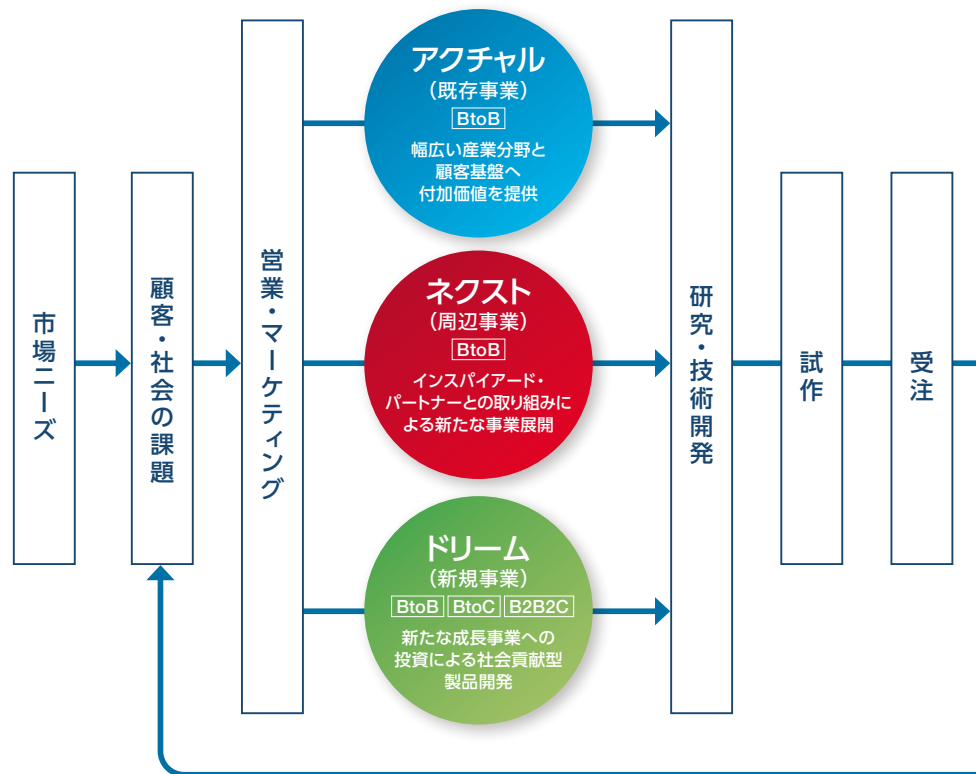 市場ニーズ
顧客・社会の課題
営業・マーケティング
アクチャル
(既存事業)
BtoB
幅広い産業分野と
顧客基盤へ
付加価値を提供
ネクスト
(周辺事業)
BtoB
インスパイアード・
パートナーとの取り組みに
よる新たな事業展開
ドリーム
(新規事業)
BtoB BtoC B2B2C
新たな成長事業への
投資による社会貢献型
製品開発
研究・技術開発
試作
受注